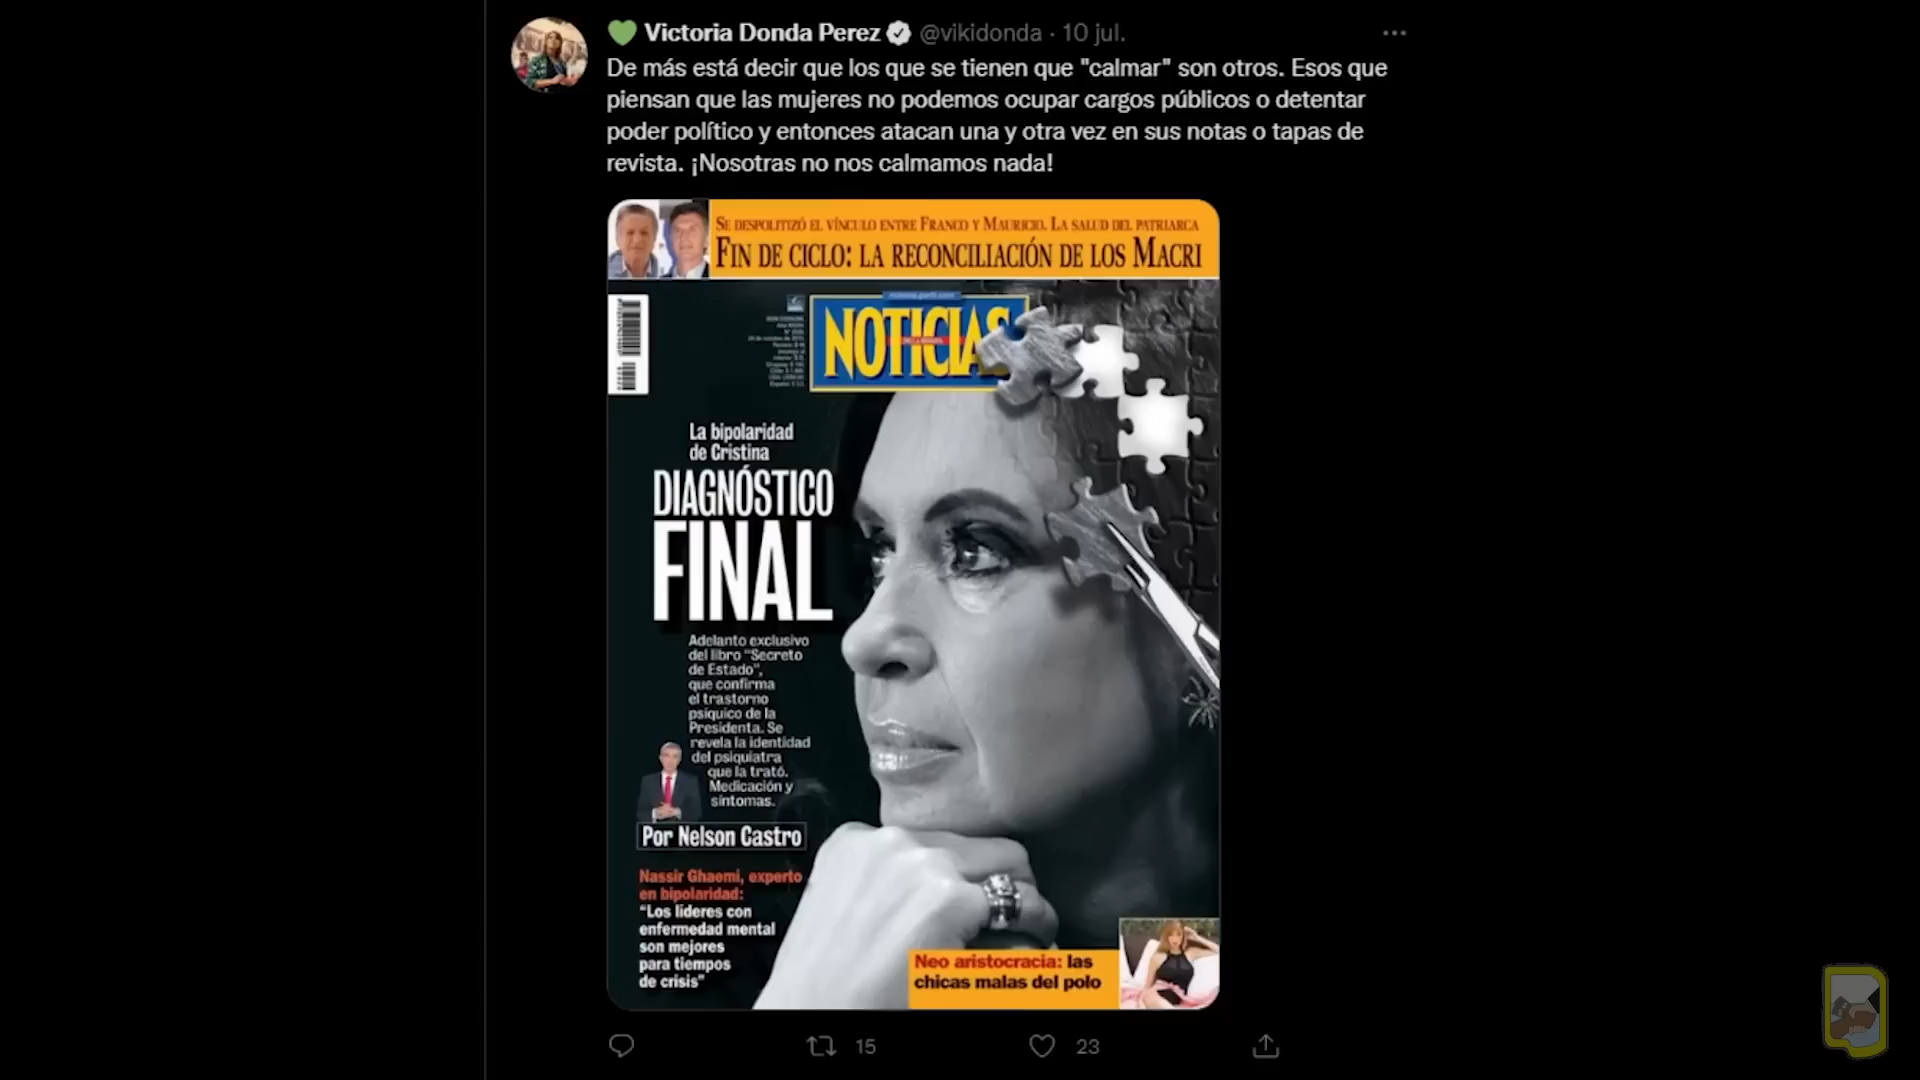 Victoria Donda Perez @vikidonda · 10 jul.
De más está decir que los que se tienen que "calmar" son otros. Esos que
piensan que las mujeres no podemos ocupar cargos públicos o detentar
poder político y entonces atacan una y otra vez en sus notas o tapas de
revista. ¡Nosotras no nos calmamos nada!
SE DESPOLITIZÓ EL VÍNCULO ENTRE FRANCO Y MAURICIO. LA SALUD DEL PATRIARCA
FIN DE CICLO: LA RECONCILIACIÓN DE LOS MACRI
NOTICIAS
La bipolaridad
de Cristina
DIAGNÓSTICO
FINAL
Adelanto exclusivo
del libro "Secreto
de Estado",
que confirma
el trastorno
psíquico de la
Presidenta. Se
revela la identidad
del psiquiatra
que la trató.
Medicación y
síntomas.
Por Nelson Castro
Nassir Ghaemi, experto
en bipolaridad:
"Los líderes con
enfermedad mental
son mejores
para tiempos
de crisis"
Neo aristocracia: las
chicas malas del polo
15
23